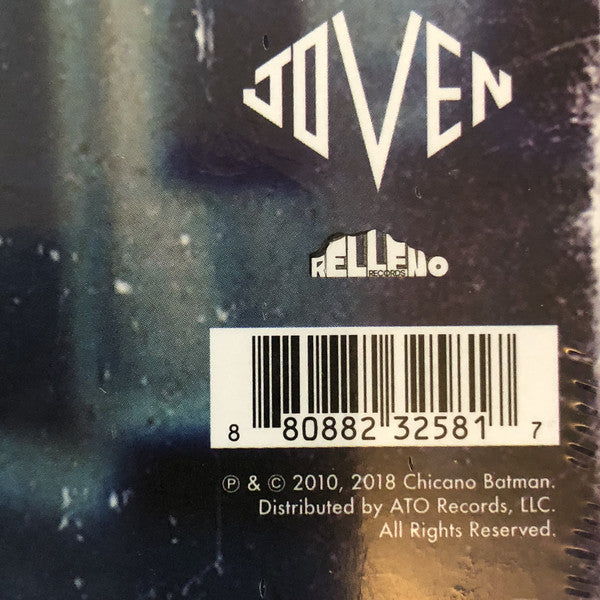 JOVEN
RELLENO
RECORDS
8 80882 32581 7
℗ & © 2010, 2018 Chicano Batman.
Distributed by ATO Records, LLC.
All Rights Reserved.